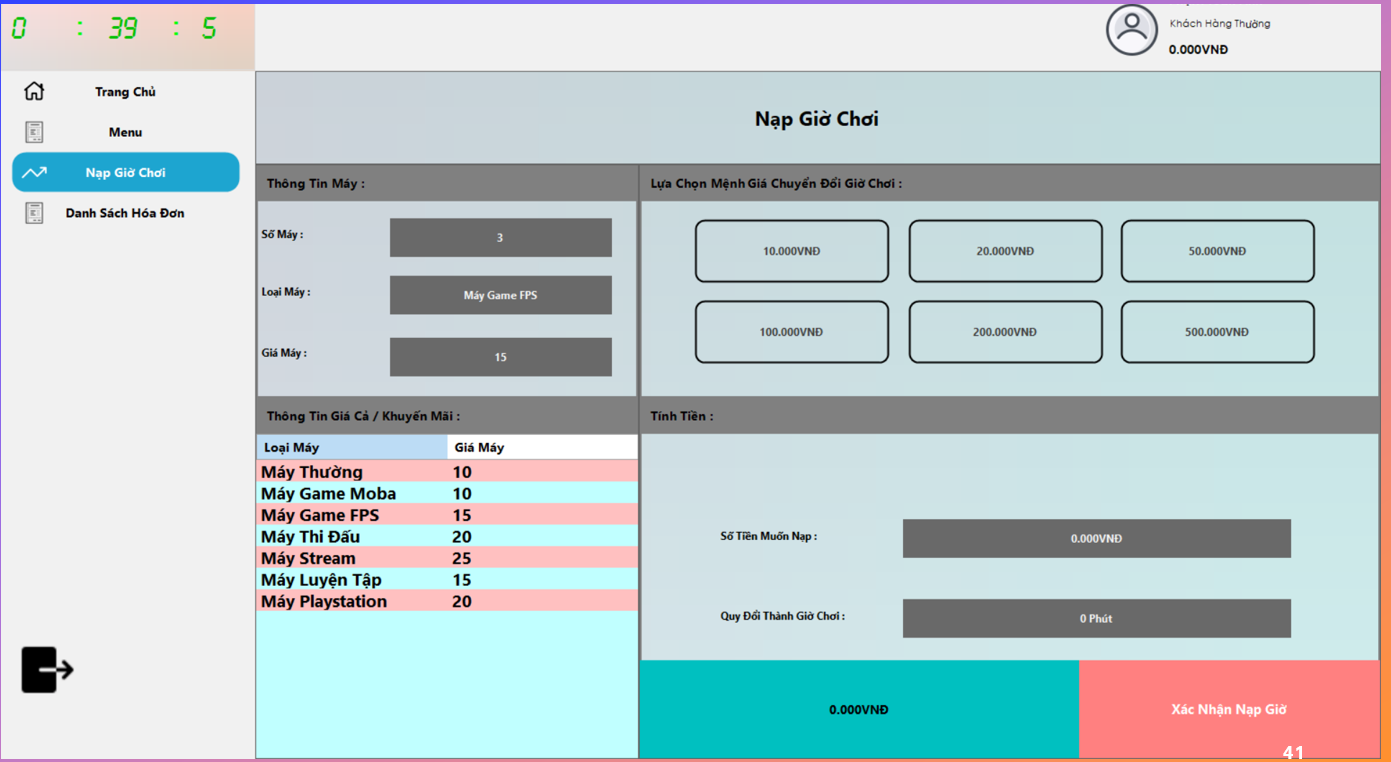 0 : 39 : 5
Khách Hàng Thường
0.000VNĐ
Trang Chủ
Menu
Nạp Giờ Chơi
Danh Sách Hóa Đơn
Nạp Giờ Chơi
Thông Tin Máy :
Số Máy :
3
Loại Máy :
Máy Game FPS
Giá Máy :
15
Lựa Chọn Mệnh Giá Chuyển Đổi Giờ Chơi :
10.000VNĐ
20.000VNĐ
50.000VNĐ
100.000VNĐ
200.000VNĐ
500.000VNĐ
Thông Tin Giá Cả / Khuyến Mãi :
Loại Máy Giá Máy
Máy Thường 10
Máy Game Moba 10
Máy Game FPS 15
Máy Thi Đấu 20
Máy Stream 25
Máy Luyện Tập 15
Máy Playstation 20
Tính Tiền :
Số Tiền Muốn Nạp :
0.000VNĐ
Quy Đổi Thành Giờ Chơi :
0 Phút
0.000VNĐ
Xác Nhận Nạp Giờ
41